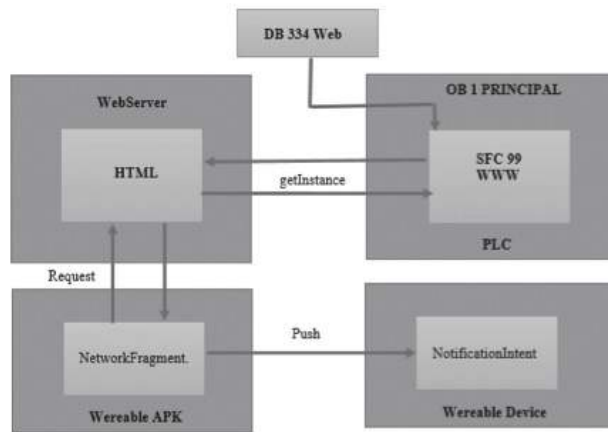 DB 334 Web
WebServer
OB 1 PRINCIPAL
HTML
SFC 99
WWW
getInstance
PLC
Request
Push
NetworkFragment.
NotificationIntent
Wereable APK
Wereable Device